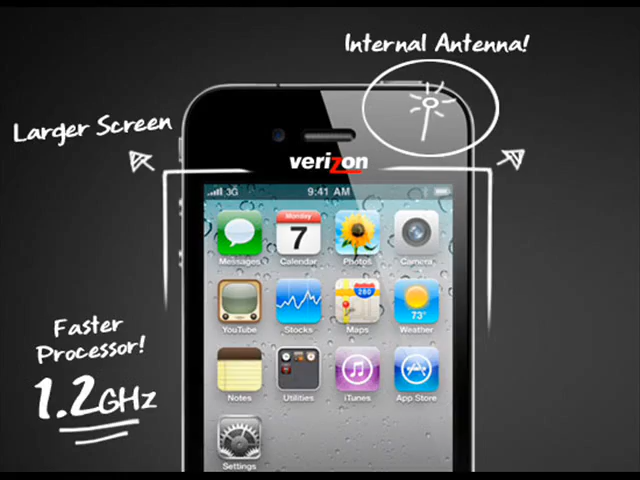 Internal Antenna!
Larger Screen
verizon
3G 9:41 AM
Monday
7
Messages Calendar Photos Camera
280
73°
YouTube Stocks Maps Weather
Notes Utilities iTunes App Store
Settings
Faster
Processor!
1.2GHz